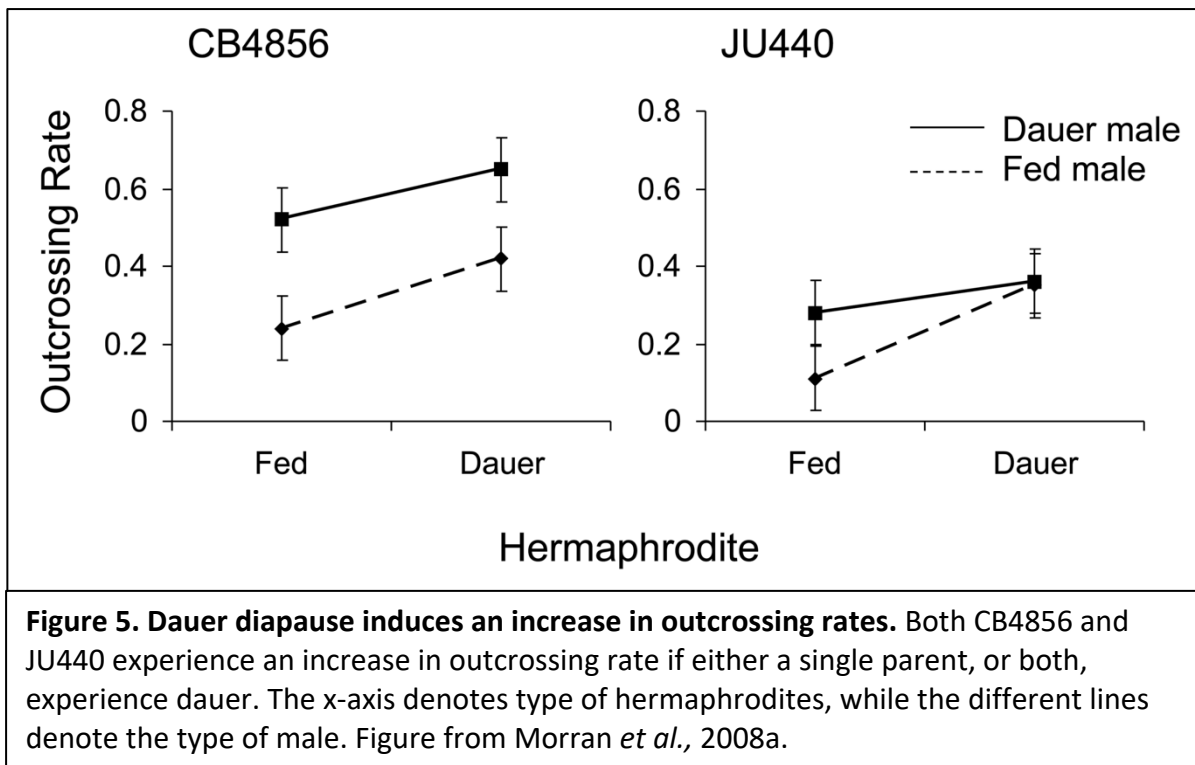 CB4856
JU440
Outcrossing Rate
0.8
0.6
0.4
0.2
0
Fed
Dauer
0.8
0.6
0.4
0.2
0
Fed
Dauer
Dauer male
Fed male
Hermaphrodite
Figure 5. Dauer diapause induces an increase in outcrossing rates. Both CB4856 and
JU440 experience an increase in outcrossing rate if either a single parent, or both,
experience dauer. The x-axis denotes type of hermaphrodites, while the different lines
denote the type of male. Figure from Morran et al., 2008a.